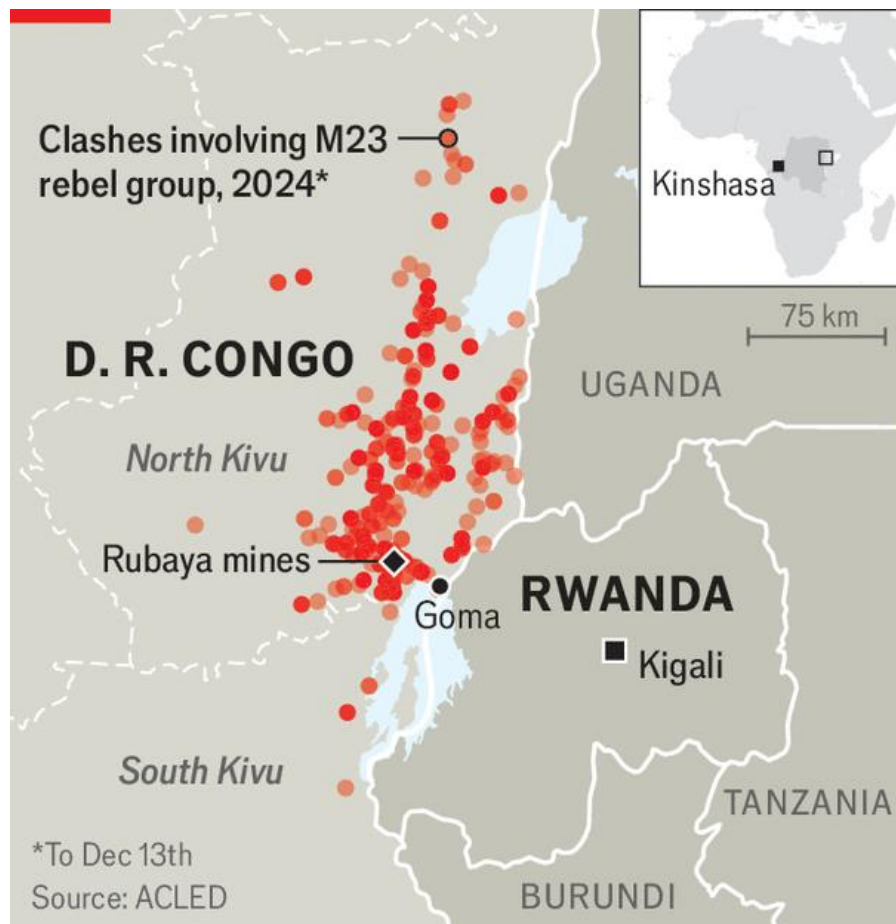 Clashes involving M23
rebel group, 2024*
Kinshasa
75 km
D. R. CONGO
UGANDA
North Kivu
Rubaya mines
Goma
RWANDA
Kigali
South Kivu
TANZANIA
BURUNDI
*To Dec 13th
Source: ACLED